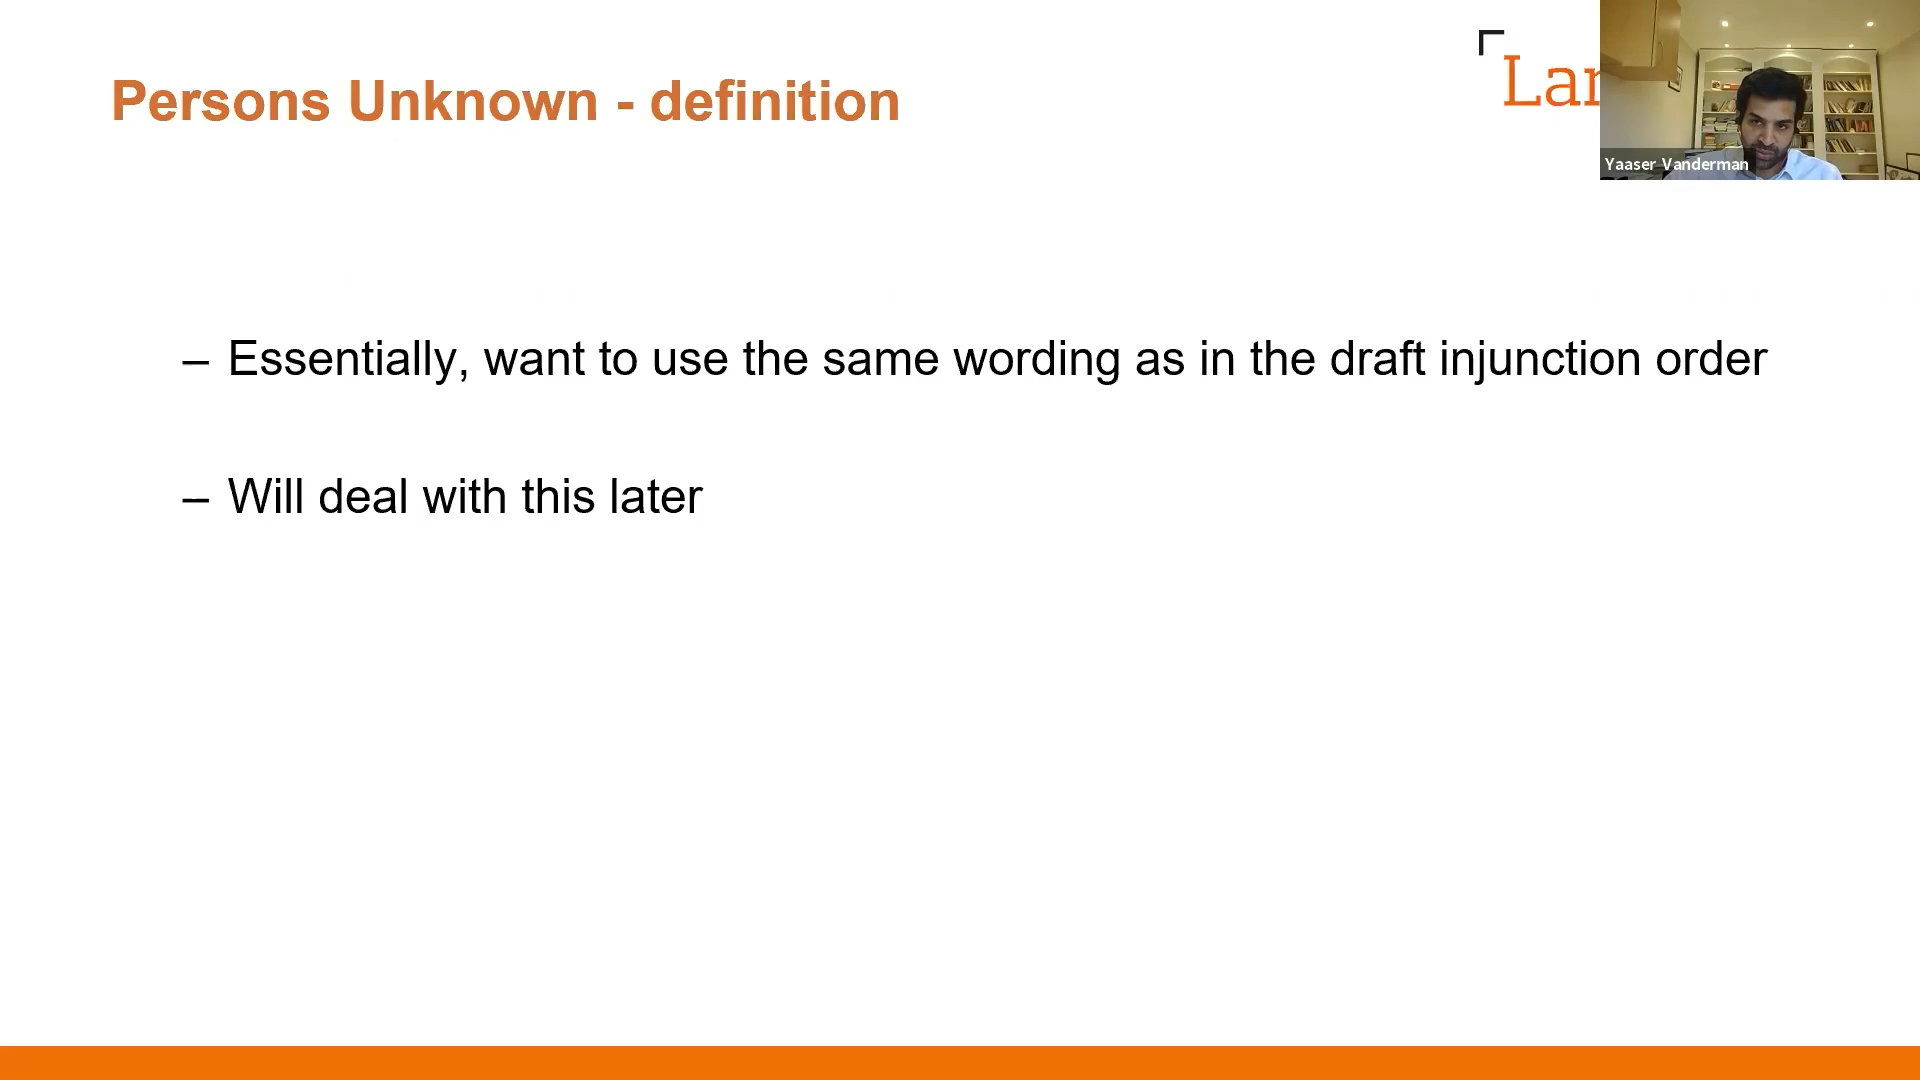 Persons Unknown - definition
Lan
Yaaser Vanderman
– Essentially, want to use the same wording as in the draft injunction order
– Will deal with this later